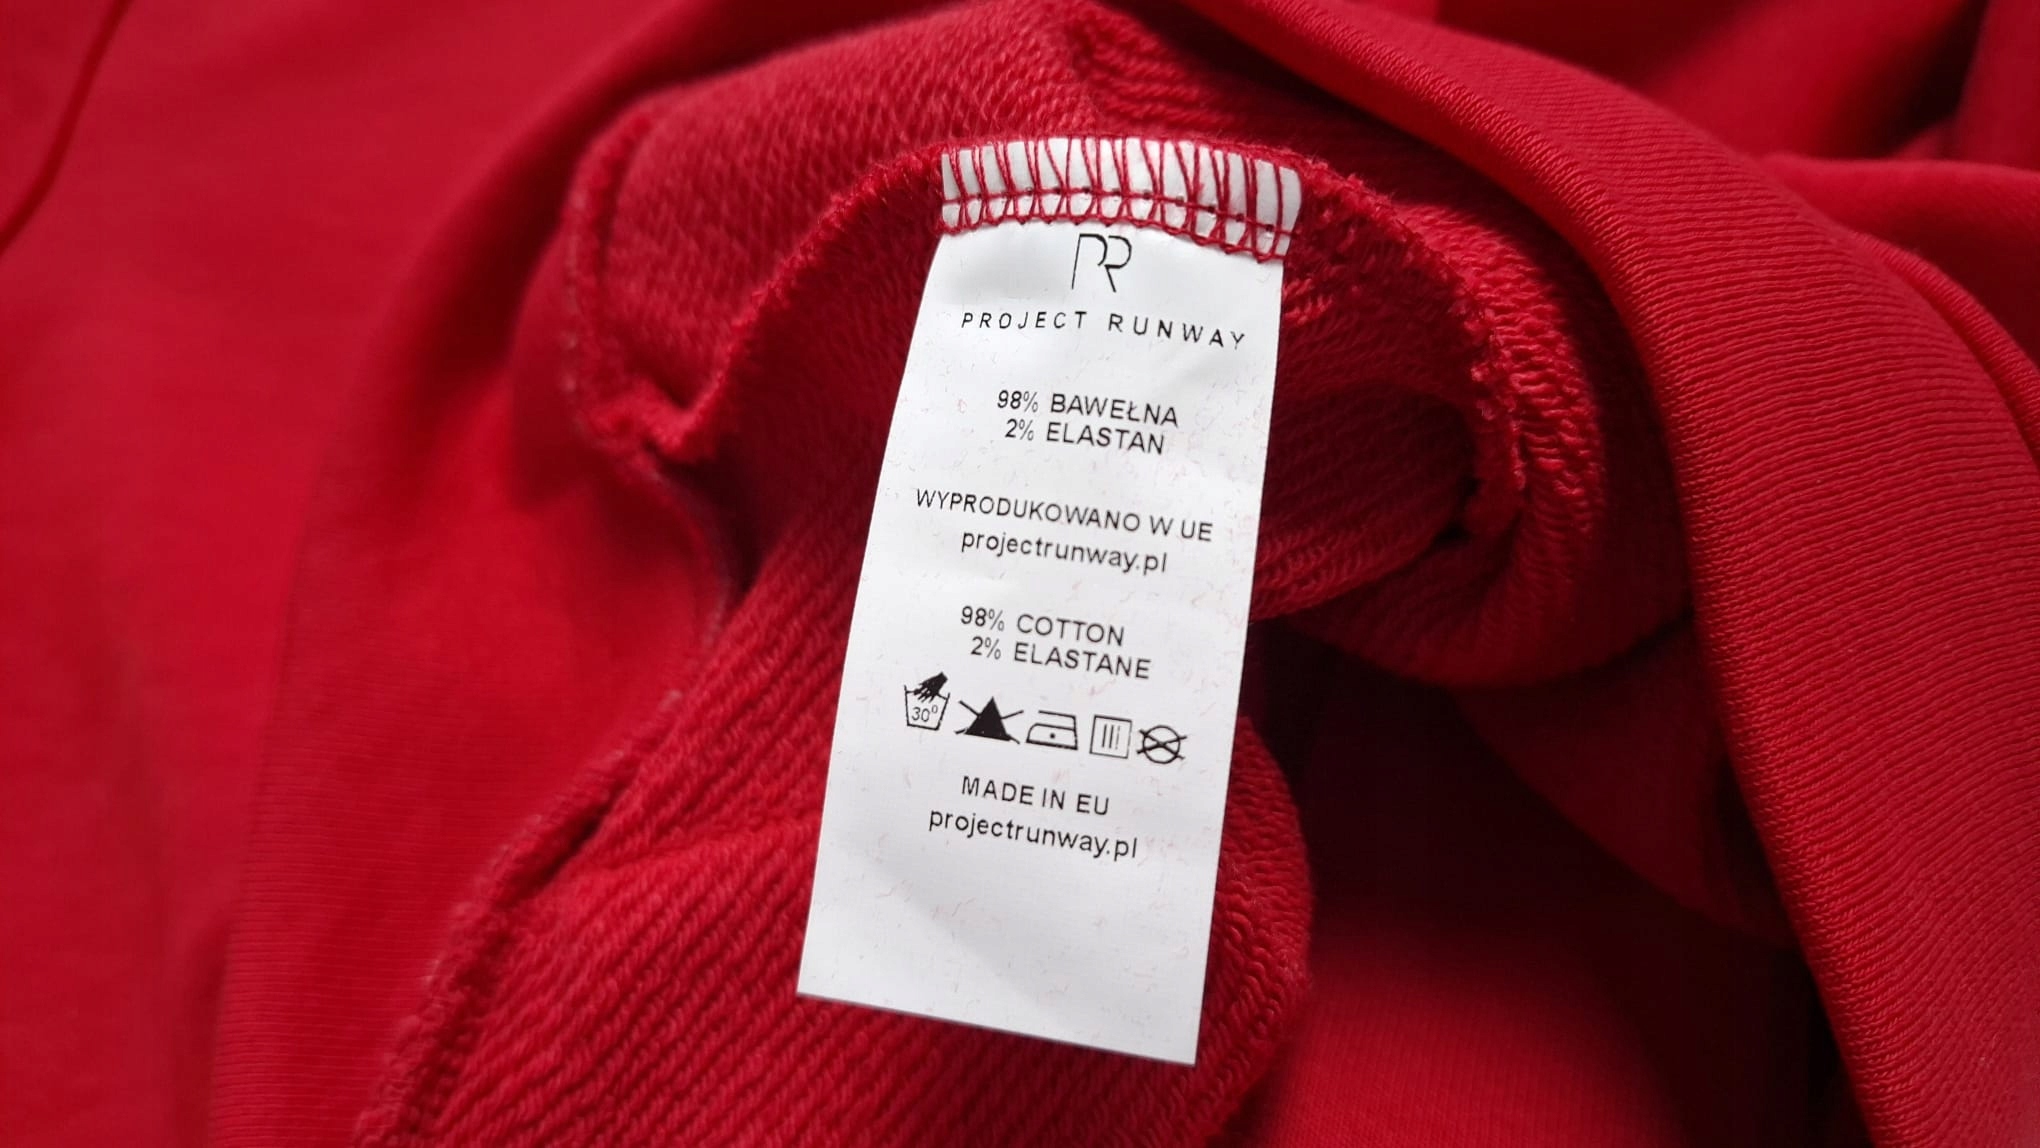 PR
PROJECT RUNWAY
98% BAWEŁNA
2% ELASTAN
WYPRODUKOWANO W UE
projectrunway.pl
98% COTTON
2% ELASTANE
30°
MADE IN EU
projectrunway.pl